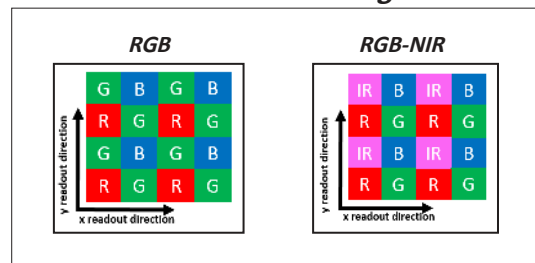 RGB
G B G B
R G R G
G B G B
R G R G
y readout direction
x readout direction
RGB-NIR
IR B IR B
R G R G
IR B IR B
R G R G
y readout direction
x readout direction